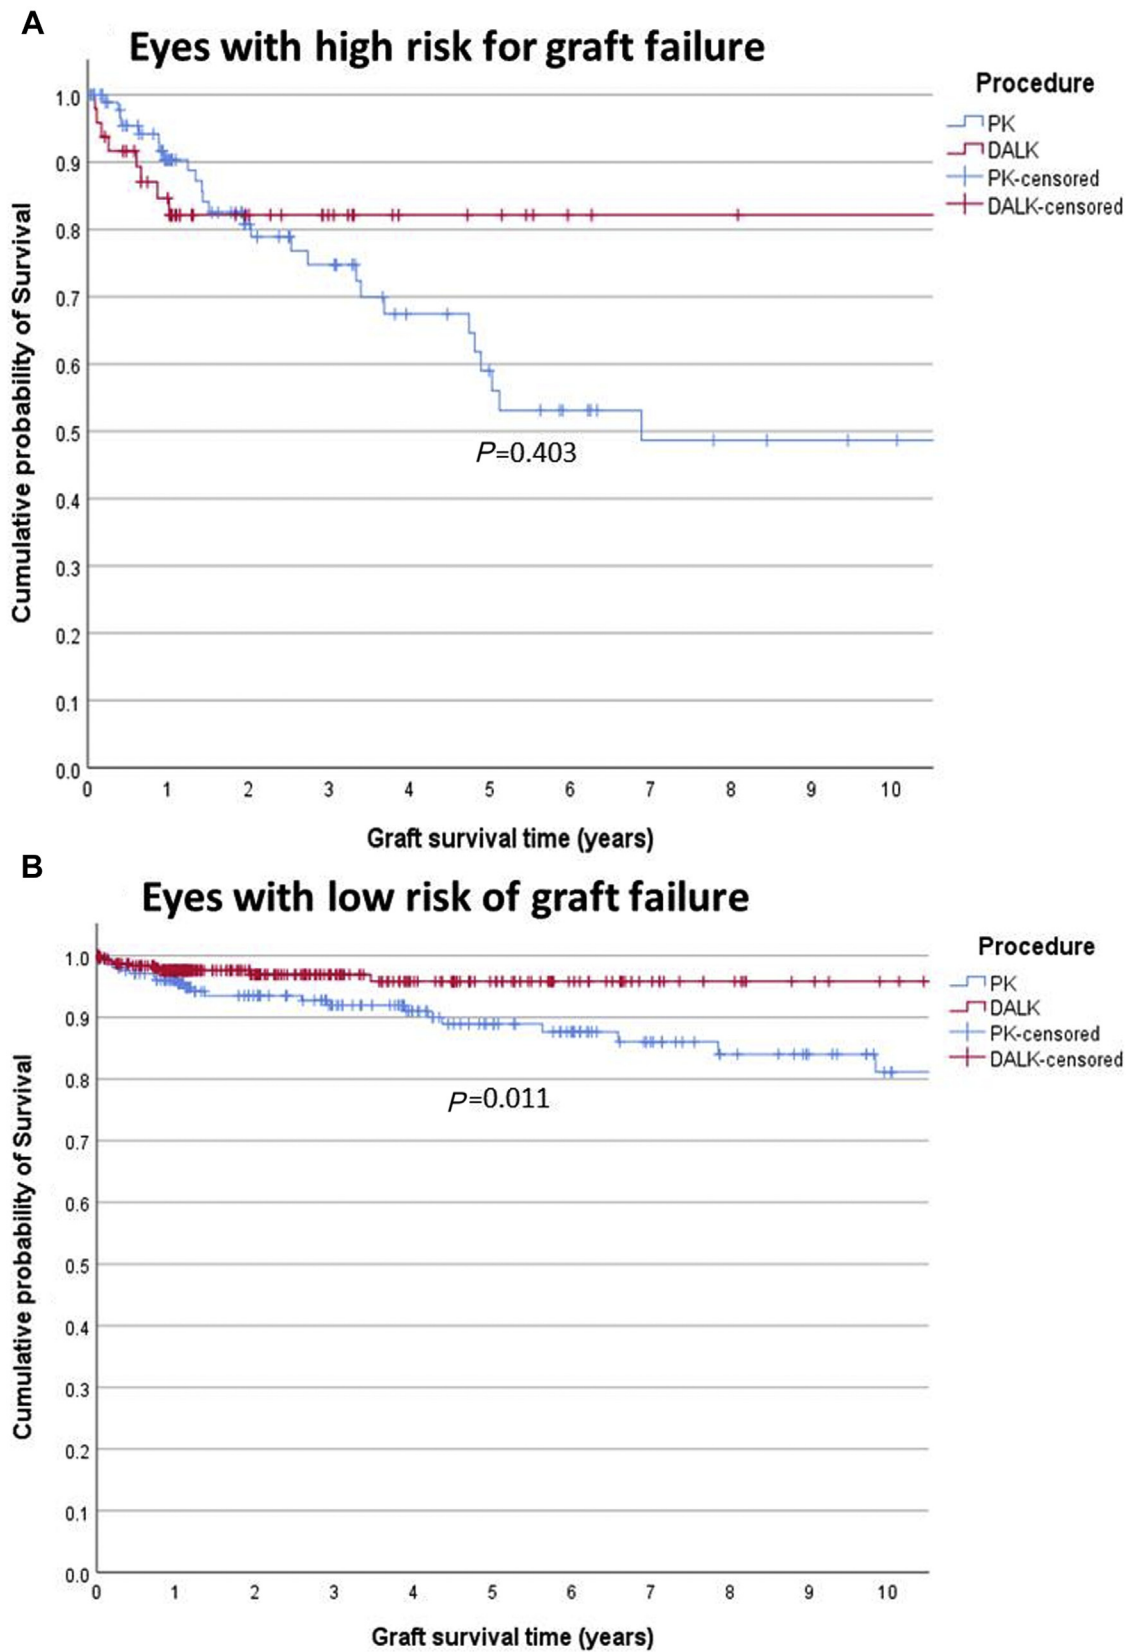 A
Eyes with high risk for graft failure
Cumulative probability of Survival
1.0
0.9
0.8
0.7
0.6
0.5
0.4
0.3
0.2
0.1
0.0
P=0.403
0 1 2 3 4 5 6 7 8 9 10
Graft survival time (years)
Procedure
PK
DALK
PK-censored
DALK-censored
B
Eyes with low risk of graft failure
Cumulative probability of Survival
1.0
0.9
0.8
0.7
0.6
0.5
0.4
0.3
0.2
0.1
0.0
P=0.011
0 1 2 3 4 5 6 7 8 9 10
Graft survival time (years)
Procedure
PK
DALK
PK-censored
DALK-censored